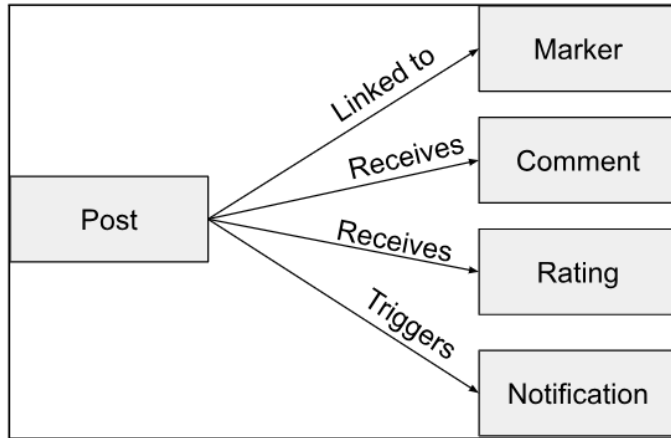 Post
Linked to
Marker
Receives
Comment
Receives
Rating
Triggers
Notification